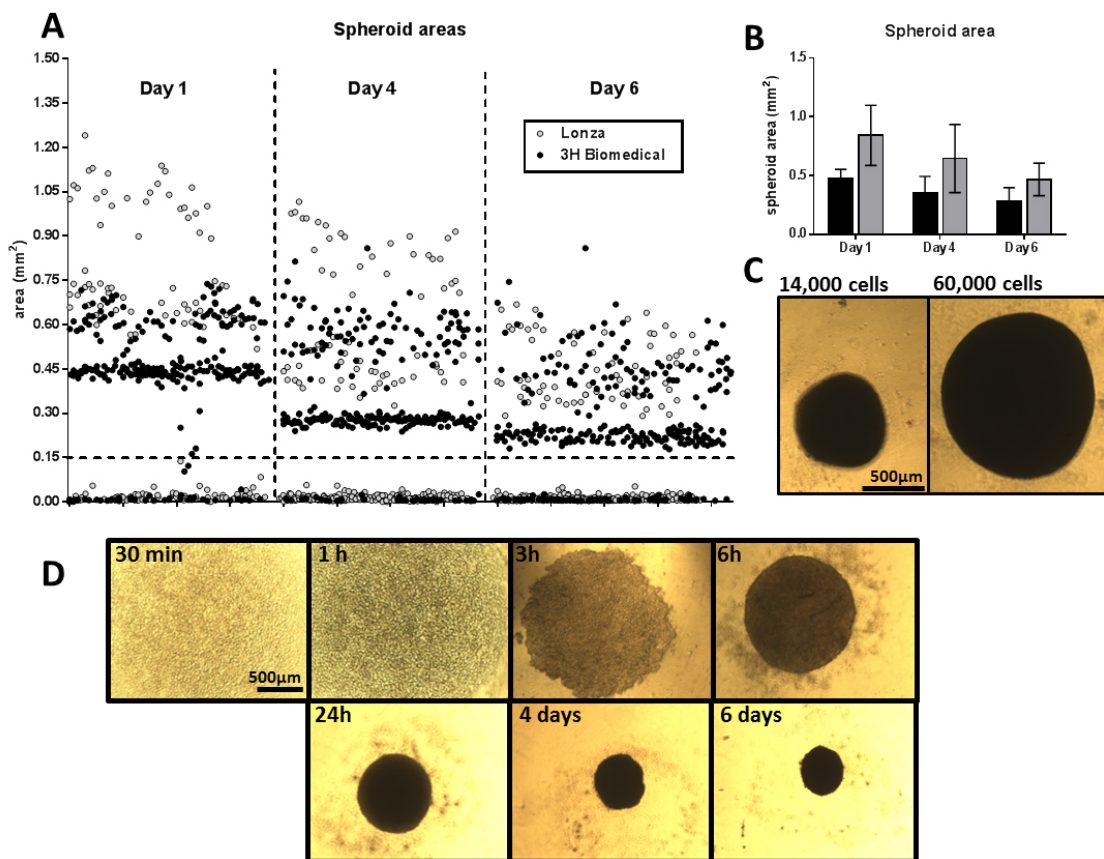 A
Spheroid areas
Day 1
Day 4
Day 6
Lonza
3H Biomedical
area (mm²)
1.50
1.35
1.20
1.05
0.90
0.75
0.60
0.45
0.30
0.15
0.00
B
Spheroid area
spheroid area (mm²)
1.5
1.0
0.5
0.0
Day 1
Day 4
Day 6
C
14,000 cells
60,000 cells
500µm
D
30 min
1 h
3h
6h
500µm
24h
4 days
6 days